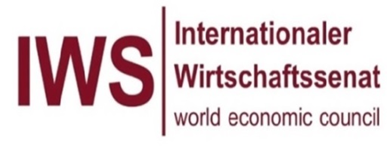 IWS
Internationaler
Wirtschaftssenat
world economic council